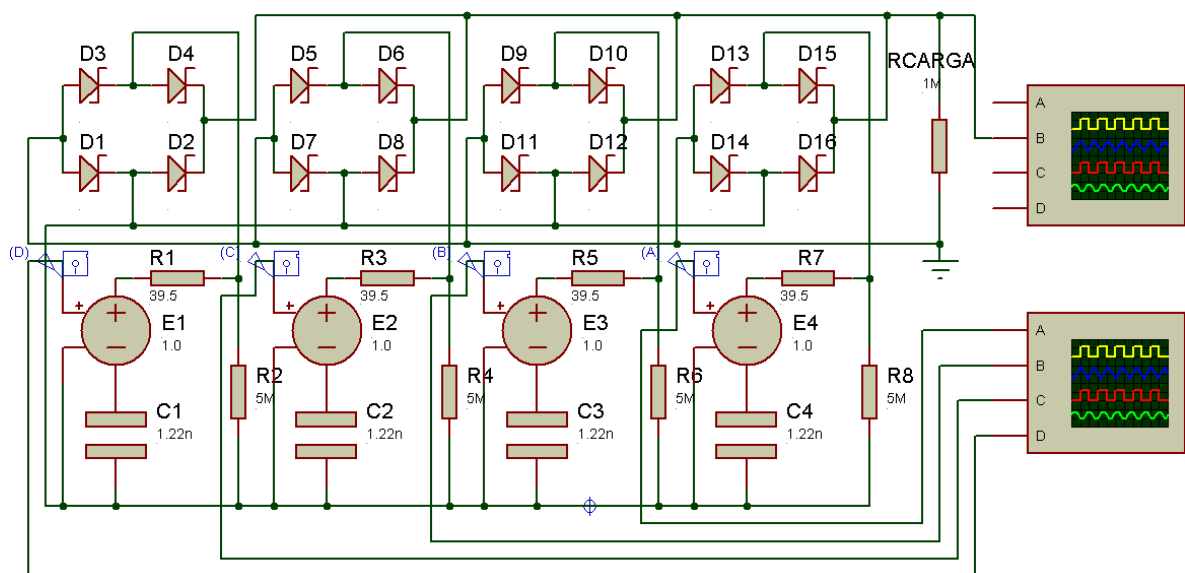 D3 D4 D5 D6 D9 D10 D13 D15
RCARGA
1M
A
B
C
D
D1 D2 D7 D8 D11 D12 D14 D16
(D) (C) (B) (A)
R1 R3 R5 R7
39.5 39.5 39.5 39.5
E1 E2 E3 E4
1.0 1.0 1.0 1.0
A
B
C
D
R2 R4 R6 R8
5M 5M 5M 5M
C1 C2 C3 C4
1.22n 1.22n 1.22n 1.22n